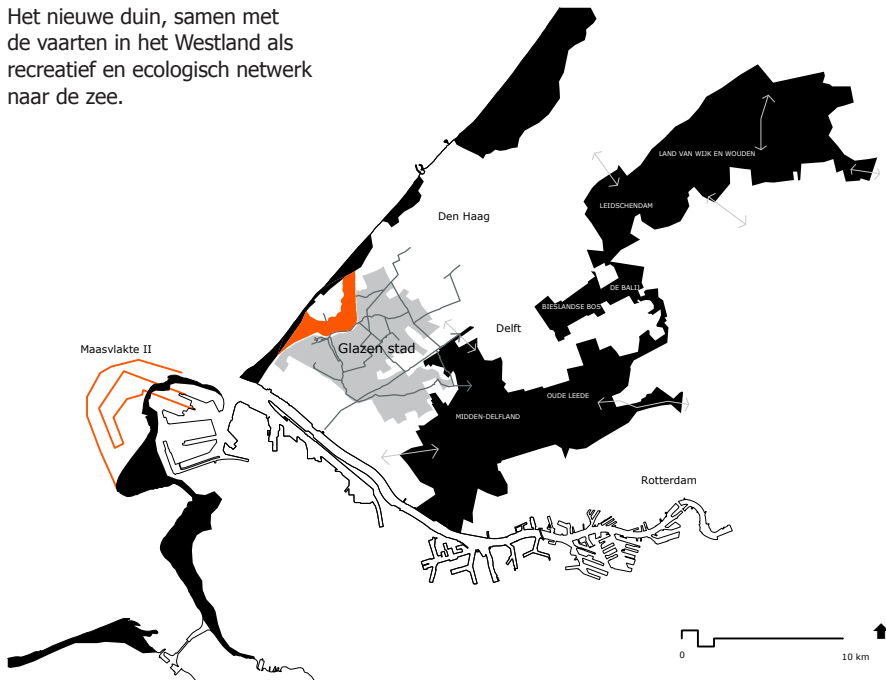 Het nieuwe duin, samen met
de vaarten in het Westland als
recreatief en ecologisch netwerk
naar de zee.
LAND VAN WIJK EN WOUDEN
LEIDSCHENDAM
Den Haag
DE BALIJ
BIESLANDSE BOS
Delft
Glazen stad
Maasvlakte II
OUDE LEEDE
MIDDEN-DELFLAND
Rotterdam
0
10 km